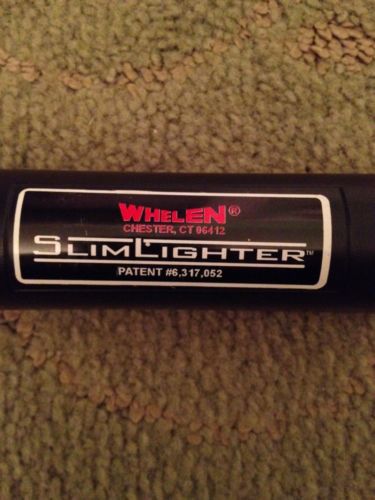 WHELEN®
CHESTER, CT 06412
SLIMLIGHTER™
PATENT #6,317,052